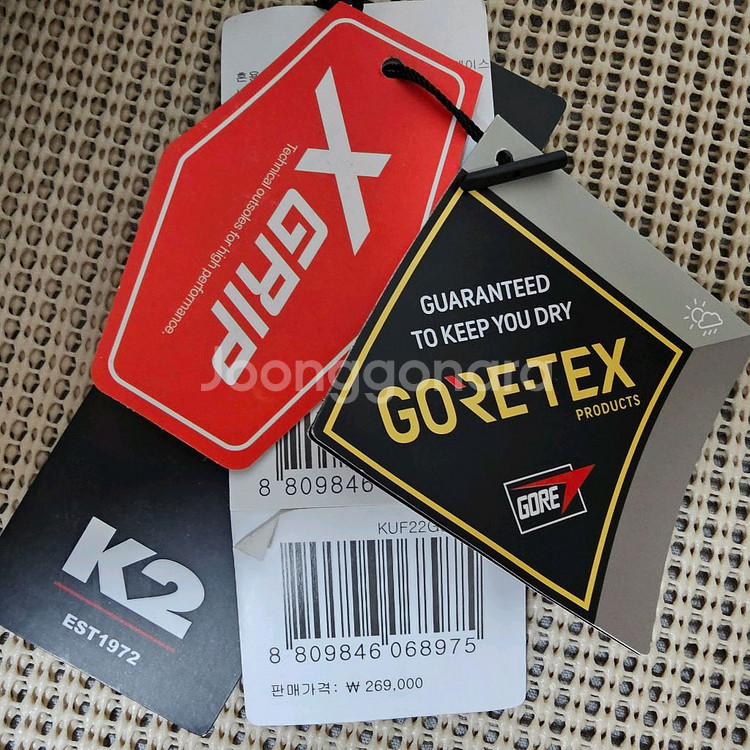 X GRIP
Technical outsoles for high performance.
GUARANTEED
TO KEEP YOU DRY
GORE-TEX
PRODUCTS
GORE
Joonggonara
8 809846
KUF22G
8 809846 068975
판매가격: ₩ 269,000
K2
EST1972